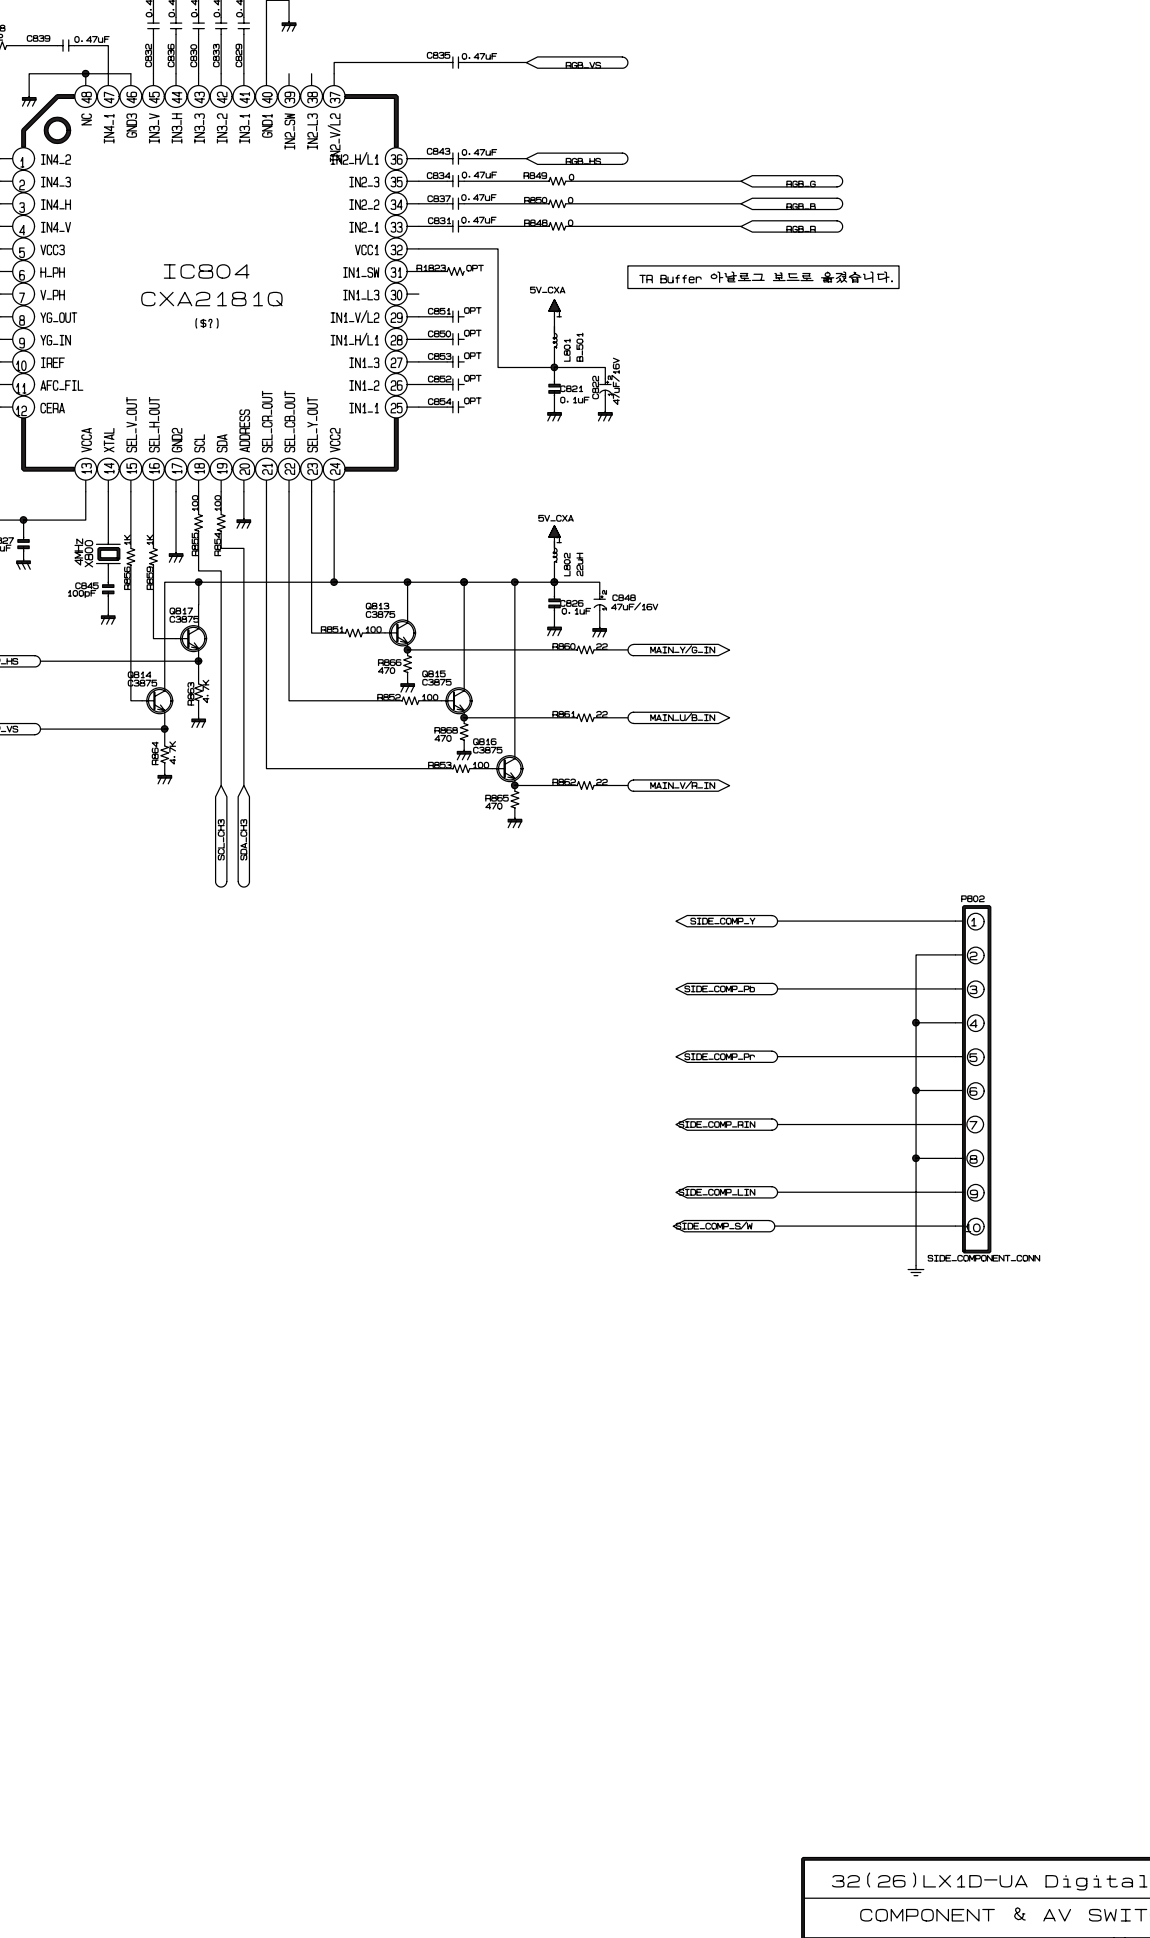 C839 0.47uF
C832
C836
C830
C833
C829
C835 0.47uF RGB_VS
48 47 46 45 44 43 42 41 40 39 38 37
NC
IN4_1
GND3
IN3_V
IN3_H
IN3_3
IN3_2
IN3_1
GND1
IN2_SW
IN2_L3
IN2_V/L2
1 IN4_2
2 IN4_3
3 IN4_H
4 IN4_V
5 VCC3
6 H_PH
7 V_PH
8 YG_OUT
9 YG_IN
10 IREF
11 AFC_FIL
12 CERA
IC804
CXA2181Q
($?)
IN2_H/L1 36 C843 0.47uF RGB_HS
IN2_3 35 C834 0.47uF R849 0 RGB_G
IN2_2 34 C837 0.47uF R850 0 RGB_B
IN2_1 33 C831 0.47uF R848 0 RGB_R
VCC1 32
IN1_SW 31 R1823 OPT
IN1_L3 30
IN1_V/L2 29 C851 OPT
IN1_H/L1 28 C850 OPT
IN1_3 27 C853 OPT
IN1_2 26 C852 OPT
IN1_1 25 C854 OPT
TR Buffer 아날로그 보드로 옮겼습니다.
5V_CXA
1
L801
B_501
C821
0.1uF
C822
47uF/16V
2
VCCA
XTAL
SEL_V_OUT
SEL_H_OUT
GND2
SCL
SDA
ADDRESS
SEL_CR_OUT
SEL_CB_OUT
SEL_Y_OUT
VCC2
13 14 15 16 17 18 19 20 21 22 23 24
4MHZ
X800
C845
100pF
R856 1K
R859 1K
R855 100
R854 100
5V_CXA
1
L802
22uH
C826
0.1uF
C848
47uF/16V
2
Q817
C3875
Q814
C3875
R863
4.7K
R864
4.7K
Q813
C3875
R851 100
R866
470
R860 22 MAIN_Y/G_IN
Q815
C3875
R852 100
R868
470
R861 22 MAIN_U/B_IN
Q816
C3875
R853 100
R865
470
R862 22 MAIN_V/R_IN
SCL_CH3
SDA_CH3
P802
SIDE_COMP_Y 1
2
SIDE_COMP_Pb 3
4
SIDE_COMP_Pr 5
6
SIDE_COMP_RIN 7
8
SIDE_COMP_LIN 9
SIDE_COMP_S/W 10
SIDE_COMPONENT_CONN
32(26)LX1D-UA Digital
COMPONENT & AV SWIT